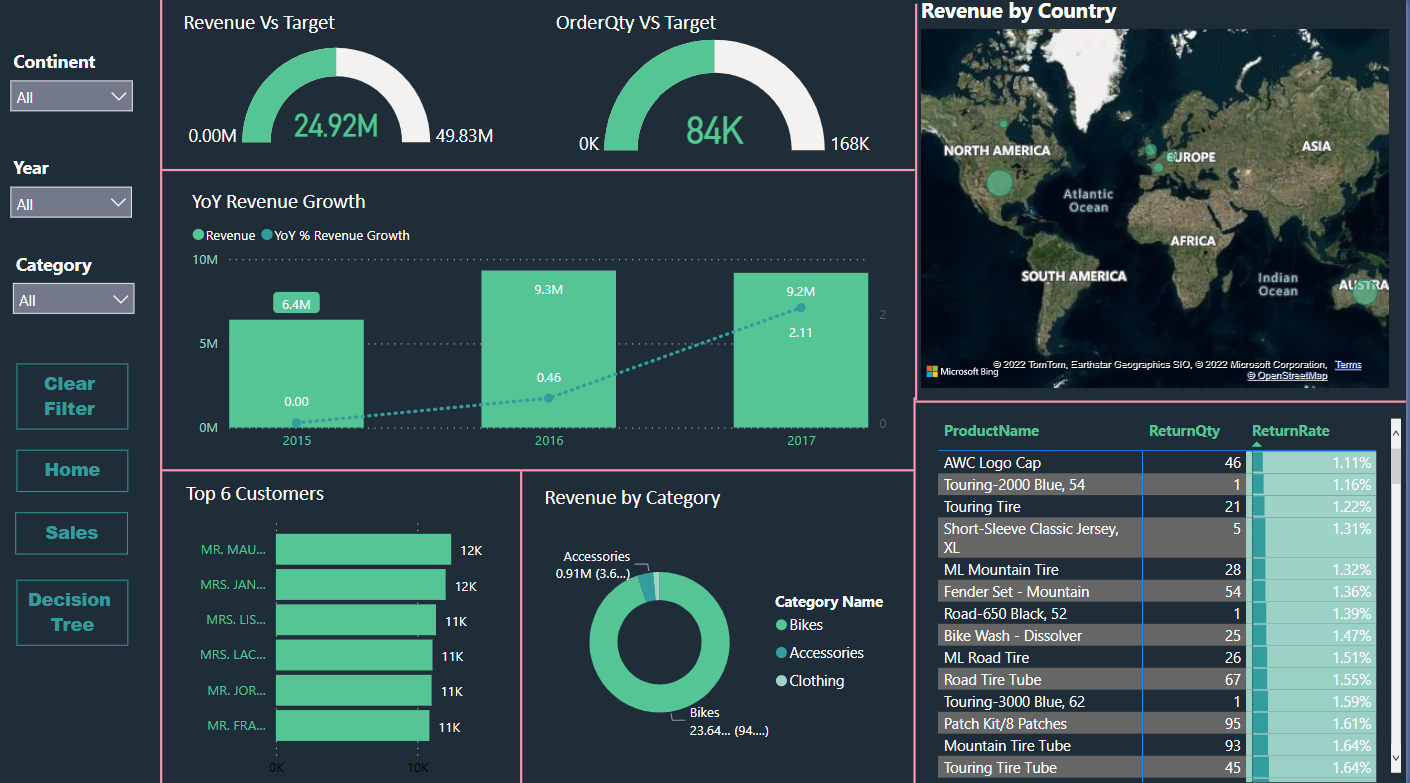 Continent
All
Year
All
Category
All
Clear
Filter
Home
Sales
Decision
Tree
Revenue Vs Target
0.00M
24.92M
49.83M
OrderQty VS Target
0K
84K
168K
YoY Revenue Growth
Revenue YoY % Revenue Growth
10M
5M
0M
6.4M
9.3M
9.2M
0.00
0.46
2.11
2
0
2015 2016 2017
Top 6 Customers
MR. MAU... 12K
MRS. JAN... 12K
MRS. LIS... 11K
MRS. LAC... 11K
MR. JOR... 11K
MR. FRA... 11K
0K 10K
Revenue by Category
Accessories
0.91M (3.6...)
Bikes
23.64... (94....)
Category Name
Bikes
Accessories
Clothing
Revenue by Country
NORTH AMERICA
EUROPE
ASIA
Atlantic
Ocean
AFRICA
SOUTH AMERICA
Indian
Ocean
AUSTRA
Microsoft Bing
© 2022 TomTom, Earthstar Geographics SIO, © 2022 Microsoft Corporation, Terms
© OpenStreetMap
ProductName ReturnQty ReturnRate
AWC Logo Cap 46 1.11%
Touring-2000 Blue, 54 1 1.16%
Touring Tire 21 1.22%
Short-Sleeve Classic Jersey, 5 1.31%
XL
ML Mountain Tire 28 1.32%
Fender Set - Mountain 54 1.36%
Road-650 Black, 52 1 1.39%
Bike Wash - Dissolver 25 1.47%
ML Road Tire 26 1.51%
Road Tire Tube 67 1.55%
Touring-3000 Blue, 62 1 1.59%
Patch Kit/8 Patches 95 1.61%
Mountain Tire Tube 93 1.64%
Touring Tire Tube 45 1.64%